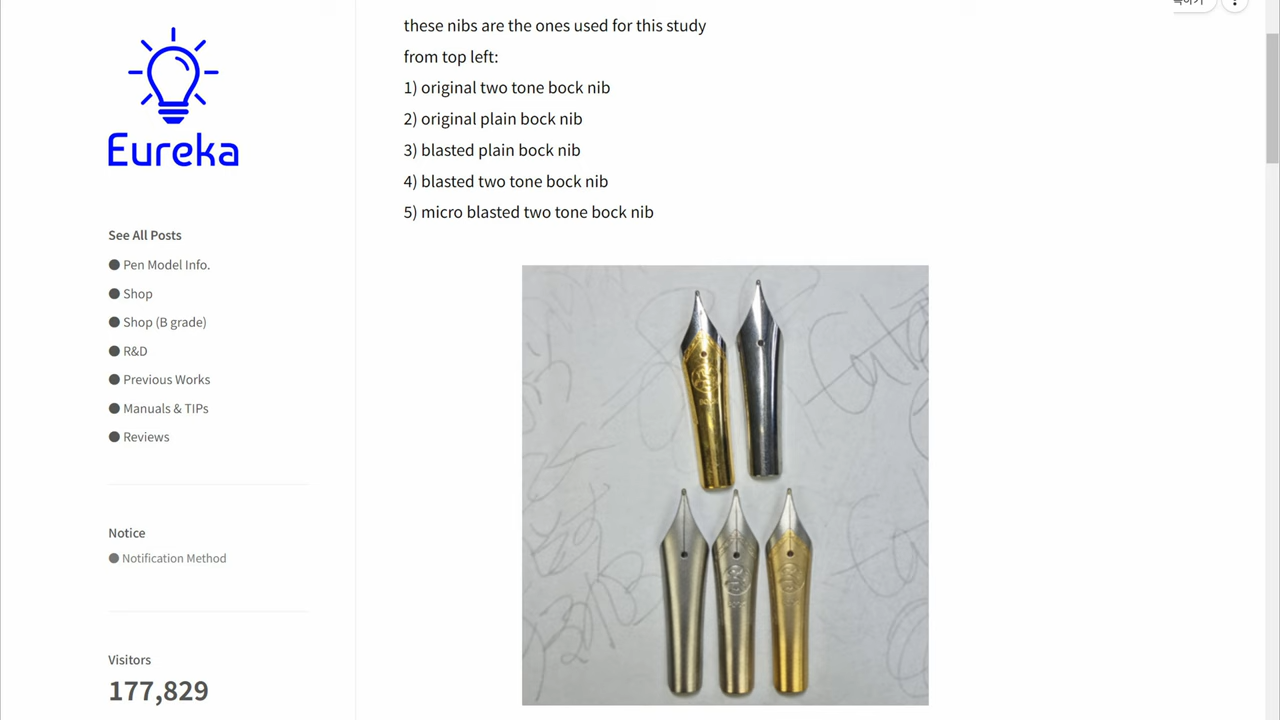 these nibs are the ones used for this study
from top left:
1) original two tone bock nib
2) original plain bock nib
3) blasted plain bock nib
4) blasted two tone bock nib
5) micro blasted two tone bock nib
Eureka
See All Posts
● Pen Model Info.
● Shop
● Shop (B grade)
● R&D
● Previous Works
● Manuals & TIPs
● Reviews
Notice
● Notification Method
Visitors
177,829